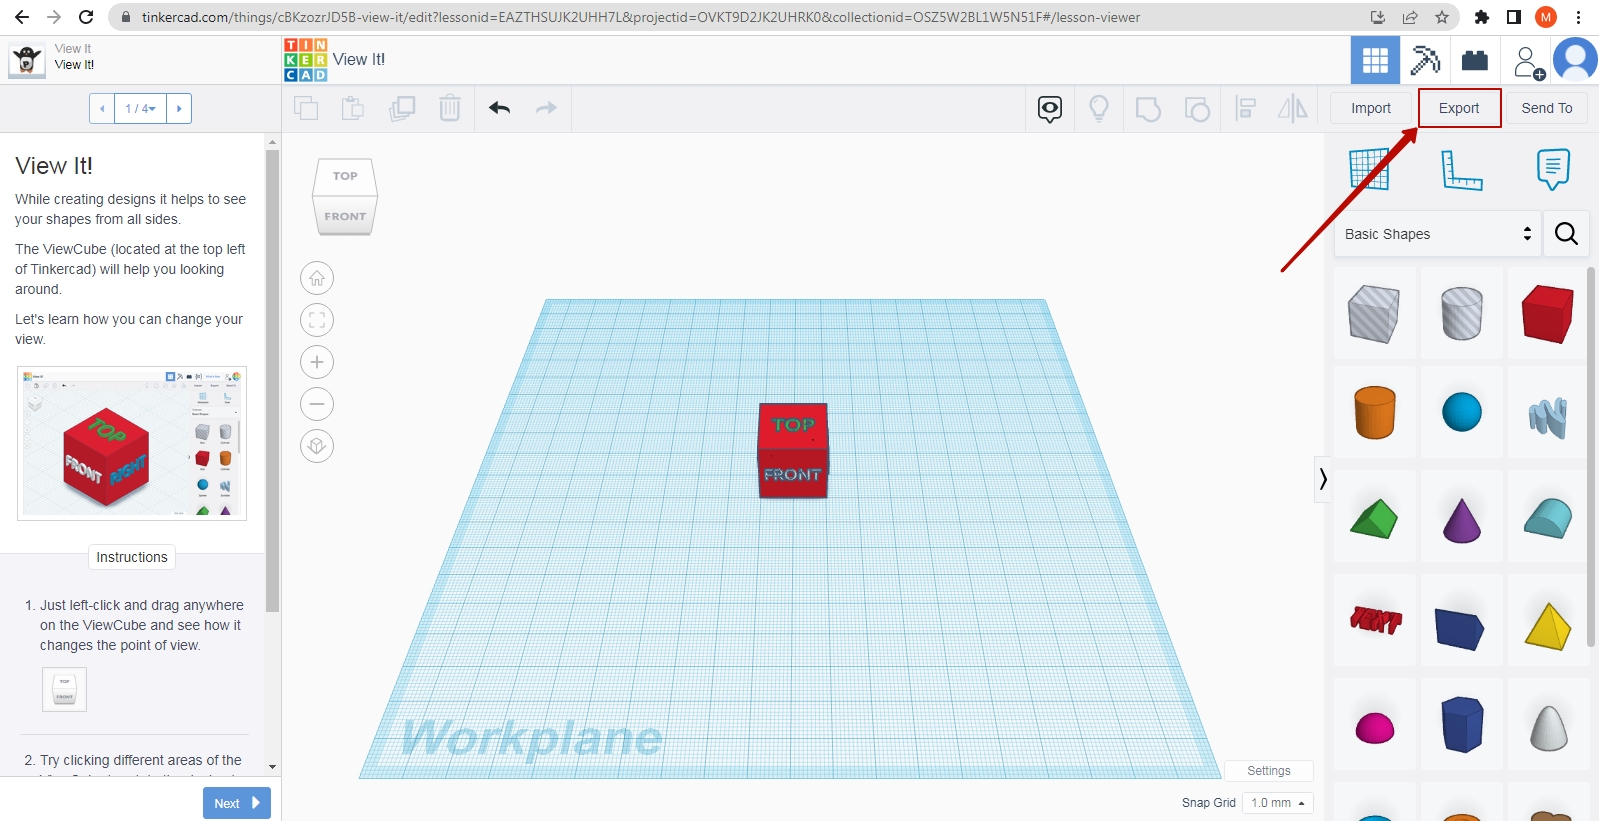 tinkercad.com/things/cBKzozrJD5B-view-it/edit?lessonid=EAZTHSUJK2UHH7L&projectid=OVKT9D2JK2UHRK0&collectionid=OSZ5W2BL1W5N51F#/lesson-viewer
M
View It
View It!
TIN
KER
CAD
View It!
1 / 4
Import
Export
Send To
View It!
While creating designs it helps to see
your shapes from all sides.
The ViewCube (located at the top left
of Tinkercad) will help you looking
around.
Let's learn how you can change your
view.
TOP
FRONT
RIGHT
Instructions
1. Just left-click and drag anywhere
on the ViewCube and see how it
changes the point of view.
TOP
FRONT
2. Try clicking different areas of the
Next
TOP
FRONT
TOP
FRONT
Workplane
Settings
Snap Grid
1.0 mm
Basic Shapes
TEXT